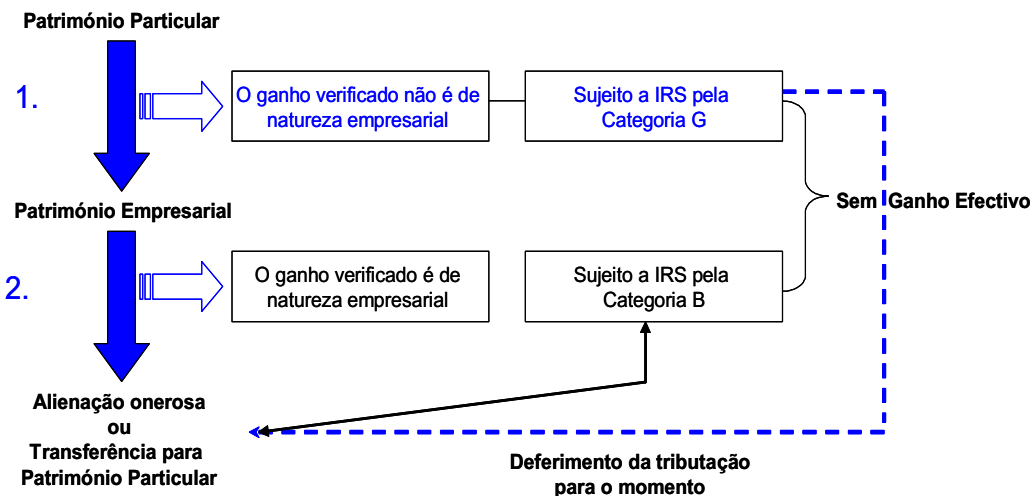 Património Particular
1.
O ganho verificado não é de
natureza empresarial
Sujeito a IRS pela
Categoria G
Património Empresarial
Sem Ganho Efectivo
2.
O ganho verificado é de
natureza empresarial
Sujeito a IRS pela
Categoria B
Alienação onerosa
ou
Transferência para
Património Particular
Deferimento da tributação
para o momento